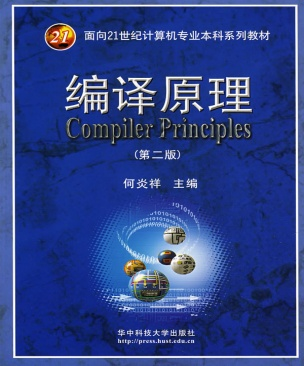 21 面向21世纪计算机专业本科系列教材
编译原理
Compiler Principles
(第二版)
何炎祥 主编
华中科技大学出版社
http://press.hust.edu.cn